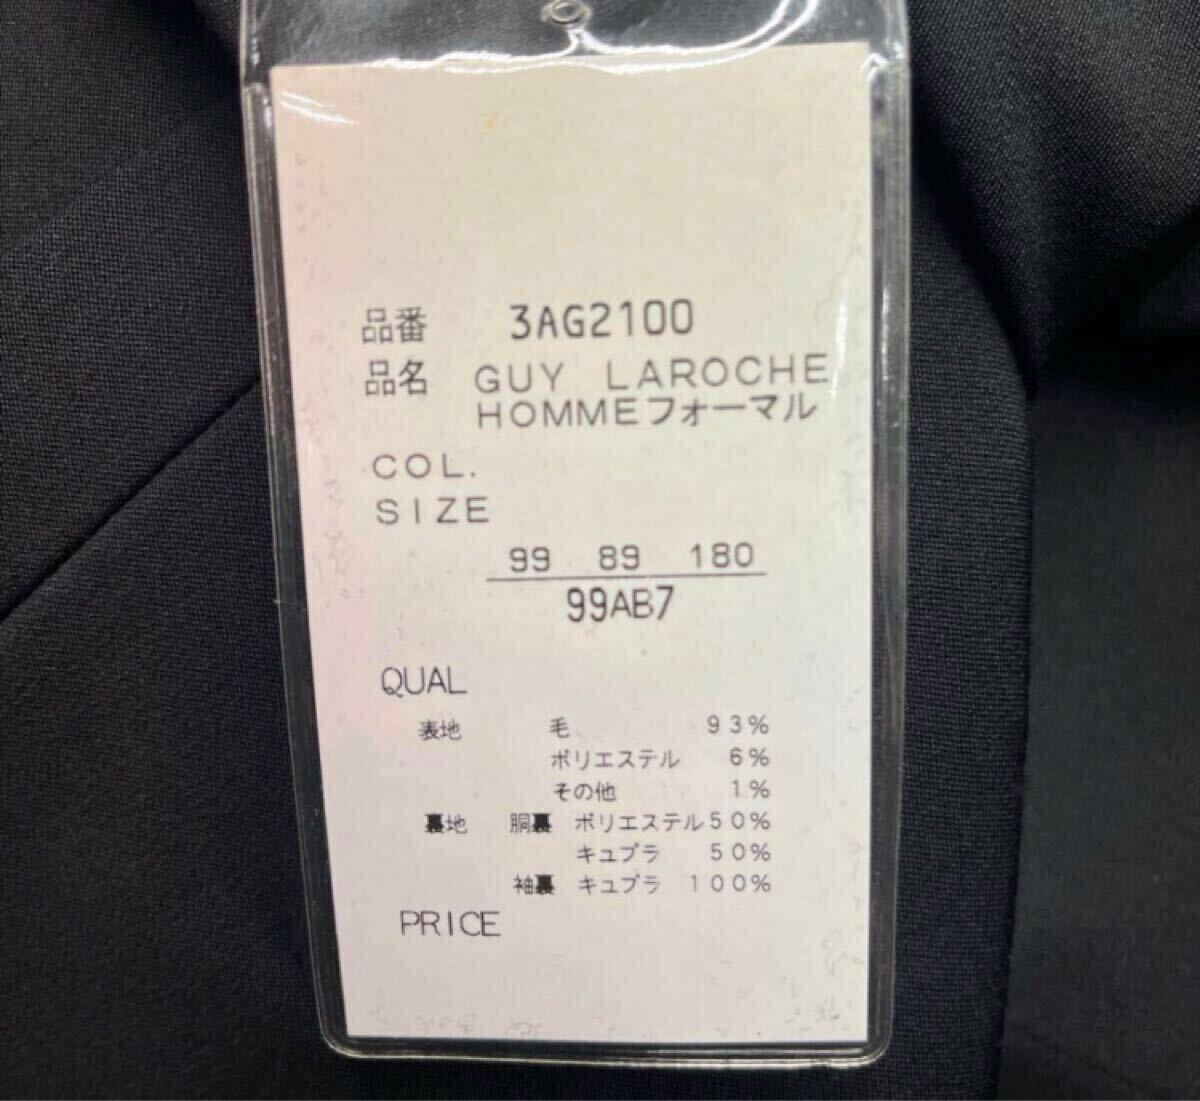 品番 3AG2100
品名 GUY LAROCHE
HOMMEフォーマル
COL.
SIZE
99 89 180
99AB7
QUAL
表地 毛 93%
ポリエステル 6%
その他 1%
裏地 胴裏 ポリエステル50%
キュプラ 50%
袖裏 キュプラ 100%
PRICE